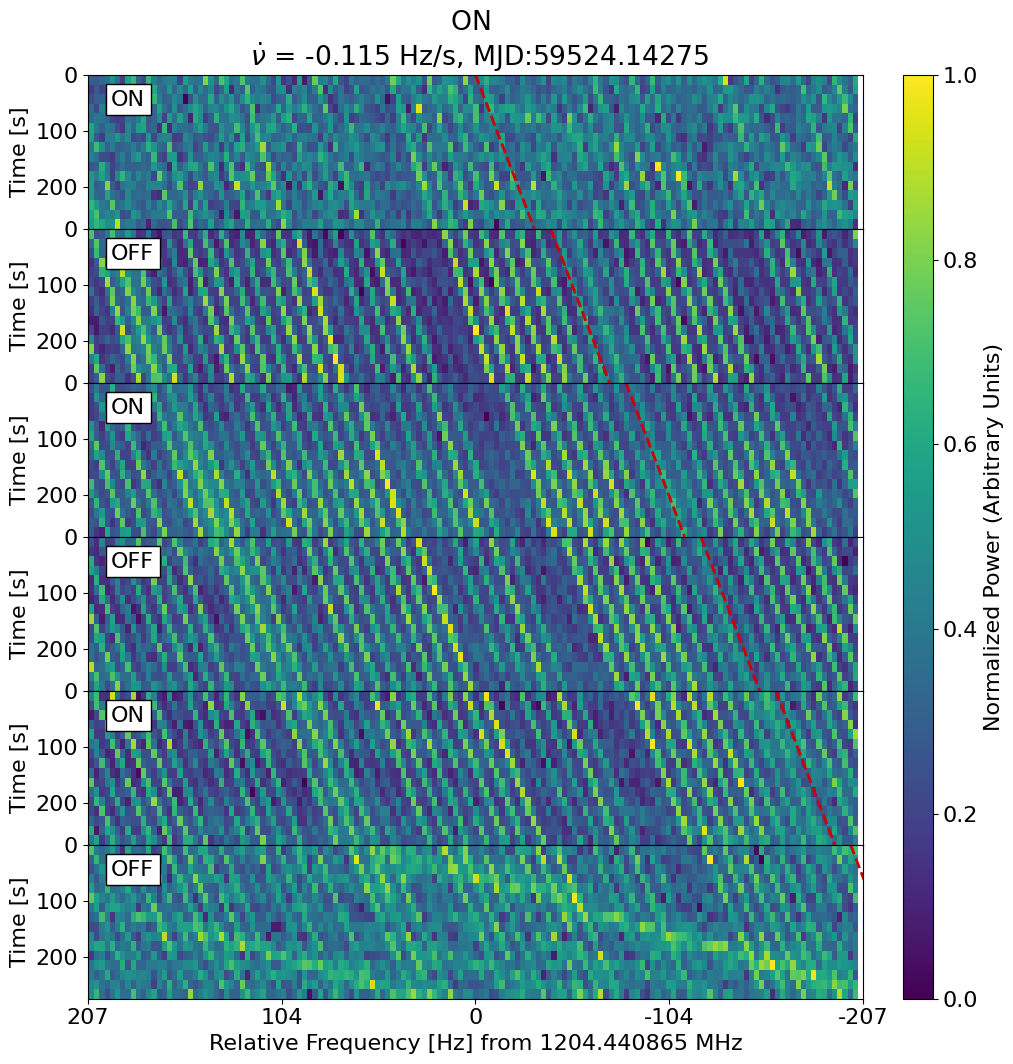 ON
ν̇ = -0.115 Hz/s, MJD:59524.14275
0
ON
100
Time [s]
200
0
OFF
100
Time [s]
200
0
ON
100
Time [s]
200
0
OFF
100
Time [s]
200
0
ON
100
Time [s]
200
0
OFF
100
Time [s]
200
207 104 0 -104 -207
Relative Frequency [Hz] from 1204.440865 MHz
1.0
0.8
0.6
0.4
0.2
0.0
Normalized Power (Arbitrary Units)